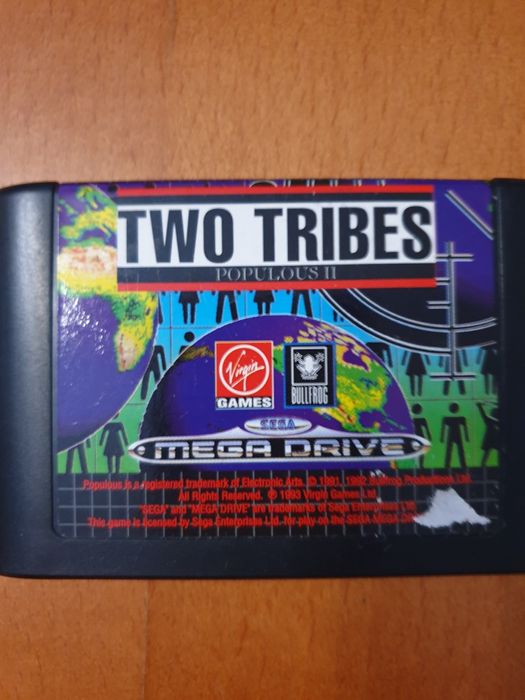 TWO TRIBES
POPULOUS II
Virgin
GAMES
BULLFROG
SEGA
MEGA DRIVE
Populous is a registered trademark of Electronic Arts. © 1991, 1992 Bullfrog Productions Ltd.
All Rights Reserved. ℗ 1993 Virgin Games Ltd.
"SEGA" and "MEGA DRIVE" are trademarks of Sega Enterprises Ltd.
This game is licensed by Sega Enterprises Ltd. for play on the SEGA MEGA